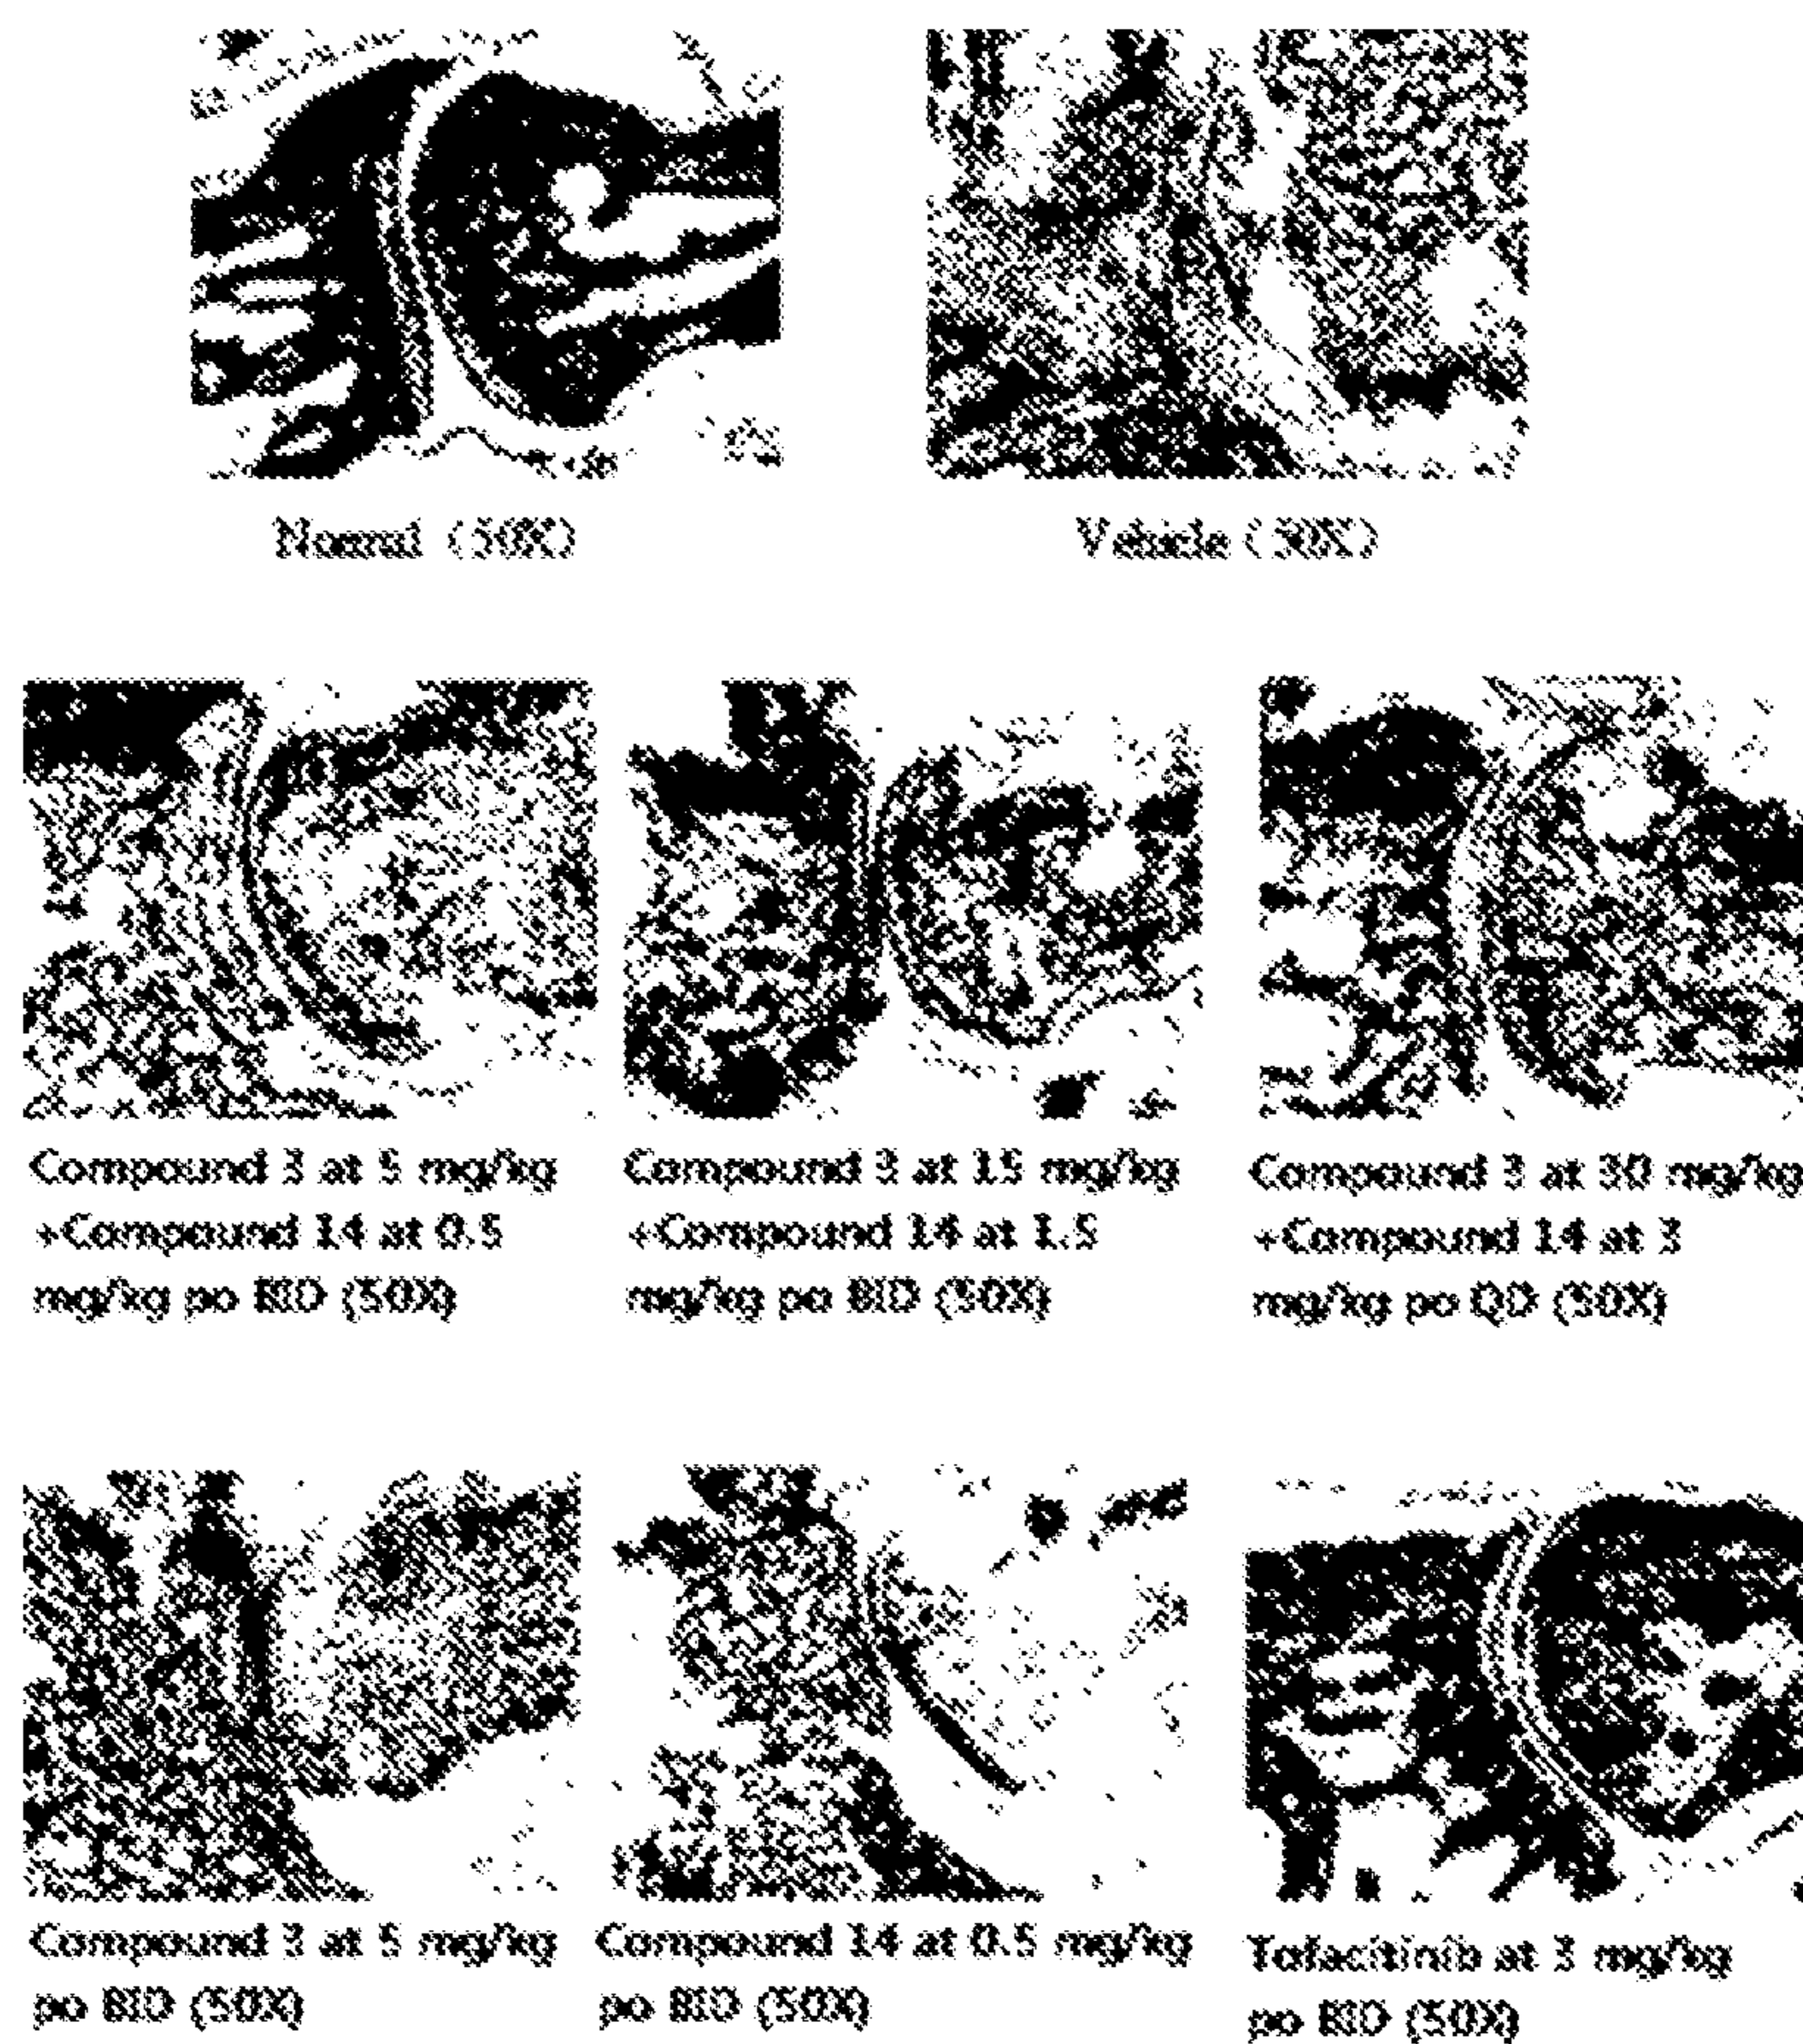 Normal (50X)
Vehicle (50X)
Compound 3 at 5 mg/kg
+Compound 14 at 0.5
mg/kg po BID (50X)
Compound 3 at 15 mg/kg
+Compound 14 at 1.5
mg/kg po BID (50X)
Compound 3 at 30 mg/kg
+Compound 14 at 3
mg/kg po QD (50X)
Compound 3 at 5 mg/kg
po BID (50X)
Compound 14 at 0.5 mg/kg
po BID (50X)
Tofacitinib at 3 mg/kg
po BID (50X)